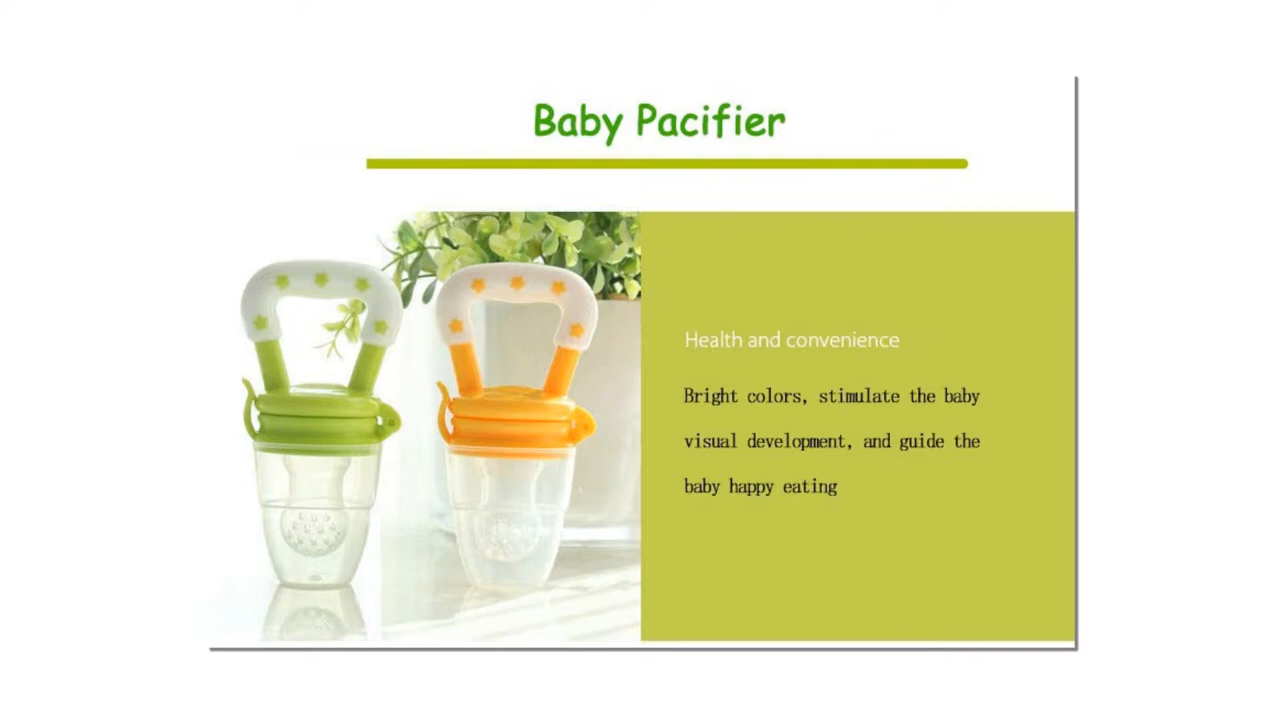 Baby Pacifier
Health and convenience
Bright colors, stimulate the baby
visual development, and guide the
baby happy eating